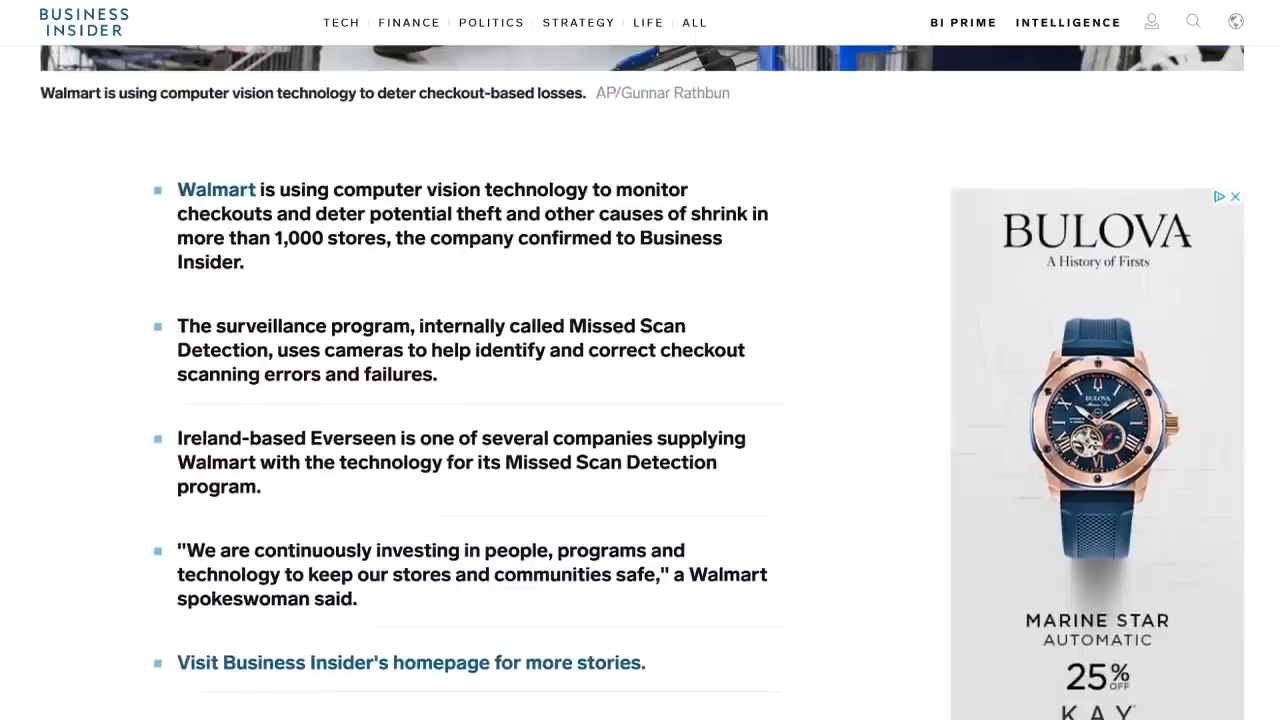 BUSINESS
INSIDER
TECH FINANCE POLITICS STRATEGY LIFE ALL
BI PRIME INTELLIGENCE
Walmart is using computer vision technology to deter checkout-based losses. AP/Gunnar Rathbun
Walmart is using computer vision technology to monitor
checkouts and deter potential theft and other causes of shrink in
more than 1,000 stores, the company confirmed to Business
Insider.
The surveillance program, internally called Missed Scan
Detection, uses cameras to help identify and correct checkout
scanning errors and failures.
Ireland-based Everseen is one of several companies supplying
Walmart with the technology for its Missed Scan Detection
program.
"We are continuously investing in people, programs and
technology to keep our stores and communities safe," a Walmart
spokeswoman said.
Visit Business Insider's homepage for more stories.
BULOVA
A History of Firsts
BULOVA
MARINE STAR
AUTOMATIC
25% OFF
KAY